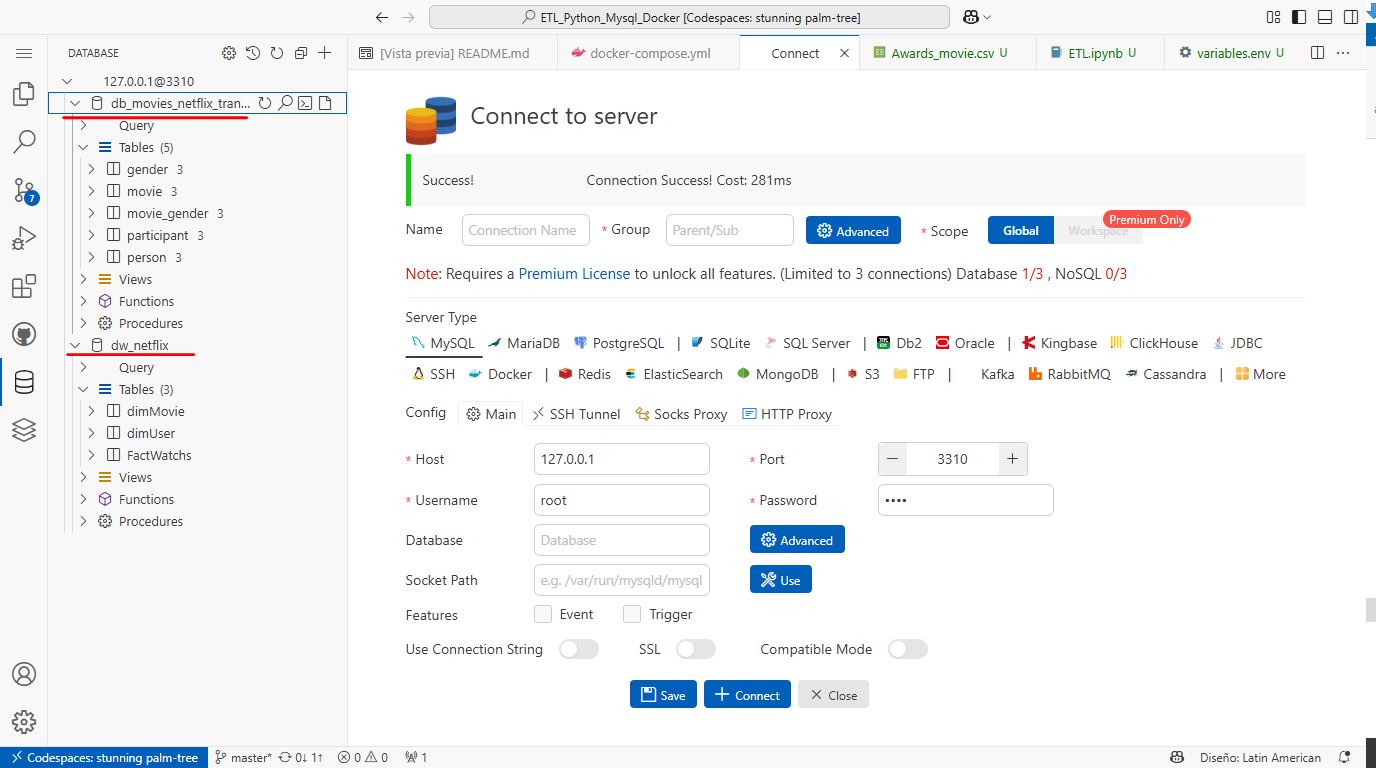 ETL_Python_Mysql_Docker [Codespaces: stunning palm-tree]
DATABASE
[Vista previa] README.md
docker-compose.yml
Connect
Awards_movie.csv U
ETL.ipynb U
variables.env U
127.0.0.1@3310
db_movies_netflix_tran...
Query
Tables (5)
gender 3
movie 3
movie_gender 3
participant 3
person 3
Views
Functions
Procedures
dw_netflix
Query
Tables (3)
dimMovie
dimUser
FactWatchs
Views
Functions
Procedures
7
Connect to server
Success! Connection Success! Cost: 281ms
Name Connection Name * Group Parent/Sub Advanced * Scope Global Workspace Premium Only
Note: Requires a Premium License to unlock all features. (Limited to 3 connections) Database 1/3 , NoSQL 0/3
Server Type
MySQL MariaDB PostgreSQL | SQLite SQL Server | Db2 Oracle | Kingbase ClickHouse JDBC
SSH Docker | Redis ElasticSearch MongoDB | S3 FTP | Kafka RabbitMQ Cassandra | More
Config Main SSH Tunnel Socks Proxy HTTP Proxy
* Host 127.0.0.1 * Port 3310
* Username root * Password ••••
Database Database Advanced
Socket Path e.g. /var/run/mysqld/mysql Use
Features Event Trigger
Use Connection String SSL Compatible Mode
Save Connect Close
Codespaces: stunning palm-tree master* 0↓ 1↑ 0 0 1 Diseño: Latin American